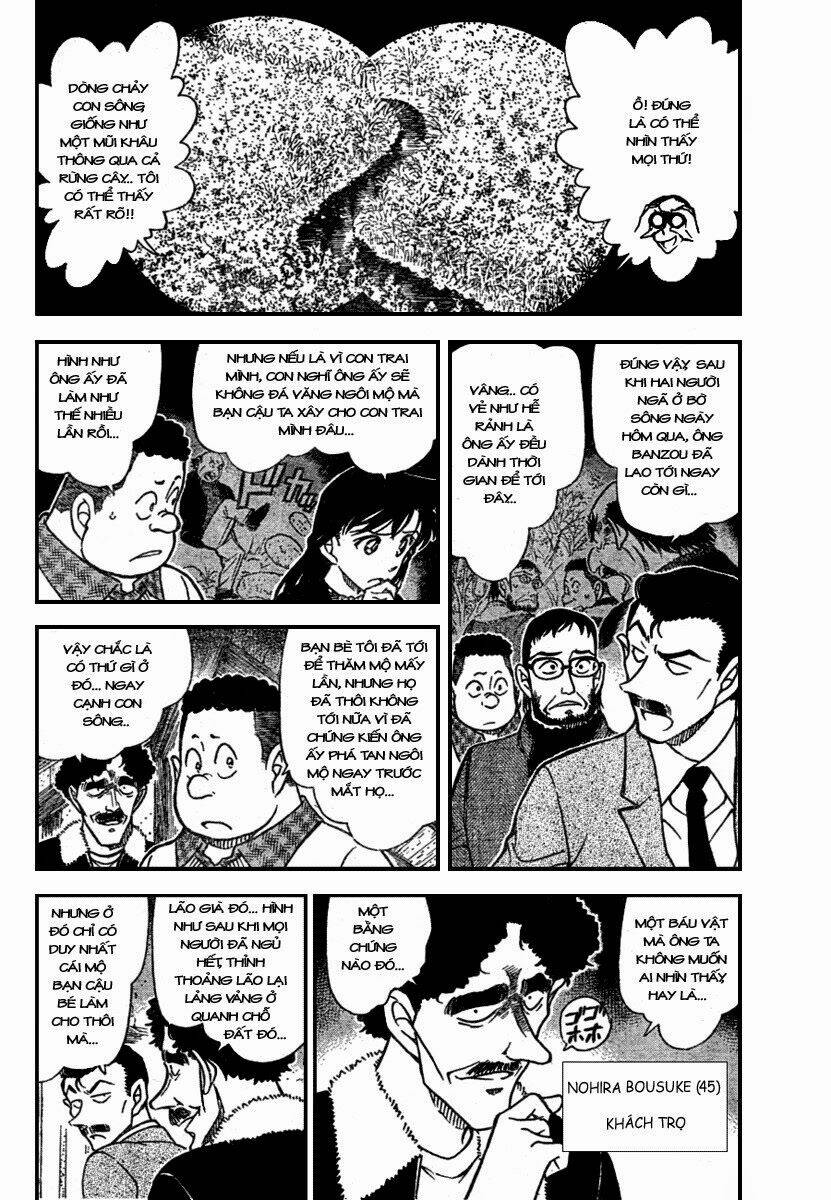 Ồ! ĐÚNG
LÀ CÓ THỂ
NHÌN THẤY
MỌI THỨ!
DÒNG CHẢY
CON SÔNG
GIỐNG NHƯ
MỘT MŨI KHÂU
THÔNG QUA CẢ
RỪNG CÂY.. TÔI
CÓ THỂ THẤY
RẤT RÕ!!
ĐÚNG VẬY, SAU
KHI HAI NGƯỜI
NGÃ Ở BỜ
SÔNG NGÀY
HÔM QUA, ÔNG
BANZOU ĐÃ
LAO TỚI NGAY
CÒN GÌ...
VÂNG.. CÓ
VẺ NHƯ HỄ
RẢNH LÀ
ÔNG ẤY ĐỀU
DÀNH THỜI
GIAN ĐỂ TỚI
ĐÂY..
NHƯNG NẾU LÀ VÌ CON TRAI
MÌNH, CON NGHĨ ÔNG ẤY SẼ
KHÔNG ĐÁ VĂNG NGÔI MỘ MÀ
BẠN CẬU TA XÂY CHO CON TRAI
MÌNH ĐÂU...
HÌNH NHƯ
ÔNG ẤY ĐÃ
LÀM NHƯ
THẾ NHIỀU
LẦN RỒI...
BẠN BÈ TÔI ĐÃ TỚI
ĐỂ THĂM MỘ MẤY
LẦN, NHƯNG HỌ
ĐÃ THÔI KHÔNG
TỚI NỮA VÌ ĐÃ
CHỨNG KIẾN ÔNG
ẤY PHÁ TAN NGÔI
MỘ NGAY TRƯỚC
MẮT HỌ...
VẬY CHẮC LÀ
CÓ THỨ GÌ Ở
ĐÓ... NGAY
CẠNH CON
SÔNG..
MỘT BÁU VẬT
MÀ ÔNG TA
KHÔNG MUỐN
AI NHÌN THẤY,
HAY LÀ...
MỘT
BẰNG
CHỨNG
NÀO ĐÓ...
ゴゴ
ホホ
NOHIRA BOUSUKE (45)
KHÁCH TRỌ
LÃO GIÀ ĐÓ... HÌNH
NHƯ SAU KHI MỌI
NGƯỜI ĐÃ NGỦ
HẾT, THỈNH
THOẢNG LÃO LẠI
LẢNG VẢNG Ở
QUANH CHỖ
ĐẤT ĐÓ...
NHƯNG Ở
ĐÓ CHỈ CÓ
DUY NHẤT
CÁI MỘ
BẠN CẬU
BÉ LÀM
CHO THÔI
MÀ...